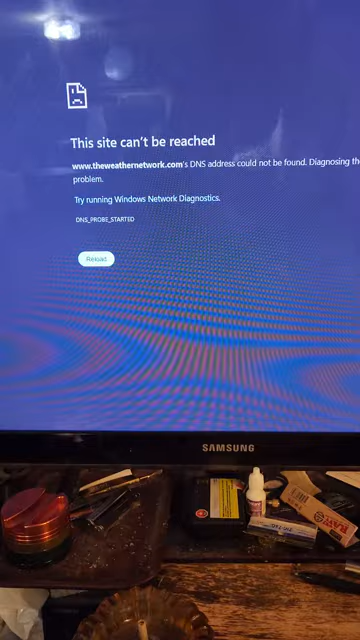 This site can't be reached
www.theweathernetwork.com's DNS address could not be found. Diagnosing the
problem.
Try running Windows Network Diagnostics.
DNS_PROBE_STARTED
Reload
SAMSUNG
RAW